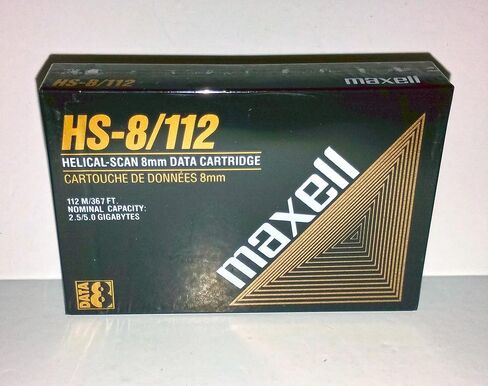 HS-8/112
maxell
HS-8/112
HELICAL-SCAN 8mm DATA CARTRIDGE
CARTOUCHE DE DONNÉES 8mm
112 M/367 FT.
NOMINAL CAPACITY:
2.5/5.0 GIGABYTES
maxell
DATA 8